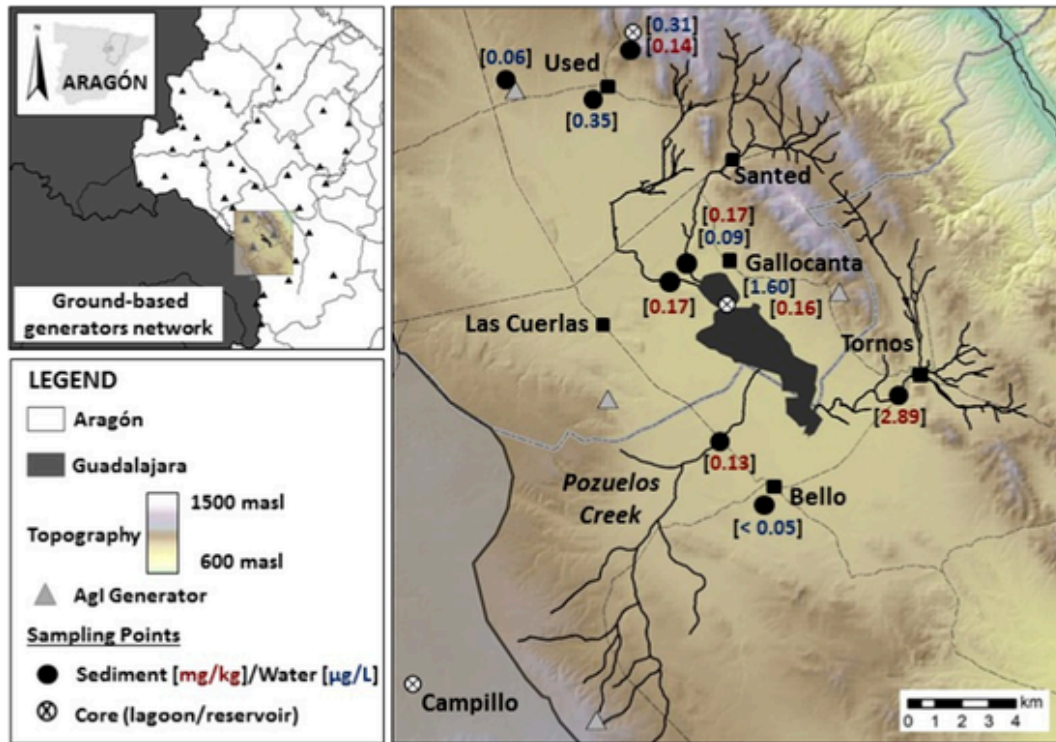 ARAGÓN
Ground-based
generators network
LEGEND
Aragón
Guadalajara
1500 masl
Topography
600 masl
AgI Generator
Sampling Points
Sediment [mg/kg]/Water [µg/L]
Core (lagoon/reservoir)
[0.31]
[0.14]
[0.06]
Used
[0.35]
Santed
[0.17]
[0.09]
Gallocanta
[1.60]
[0.17]
[0.16]
Las Cuerlas
Tornos
[2.89]
[0.13]
Pozuelos
Creek
Bello
[< 0.05]
Campillo
km
0 1 2 3 4